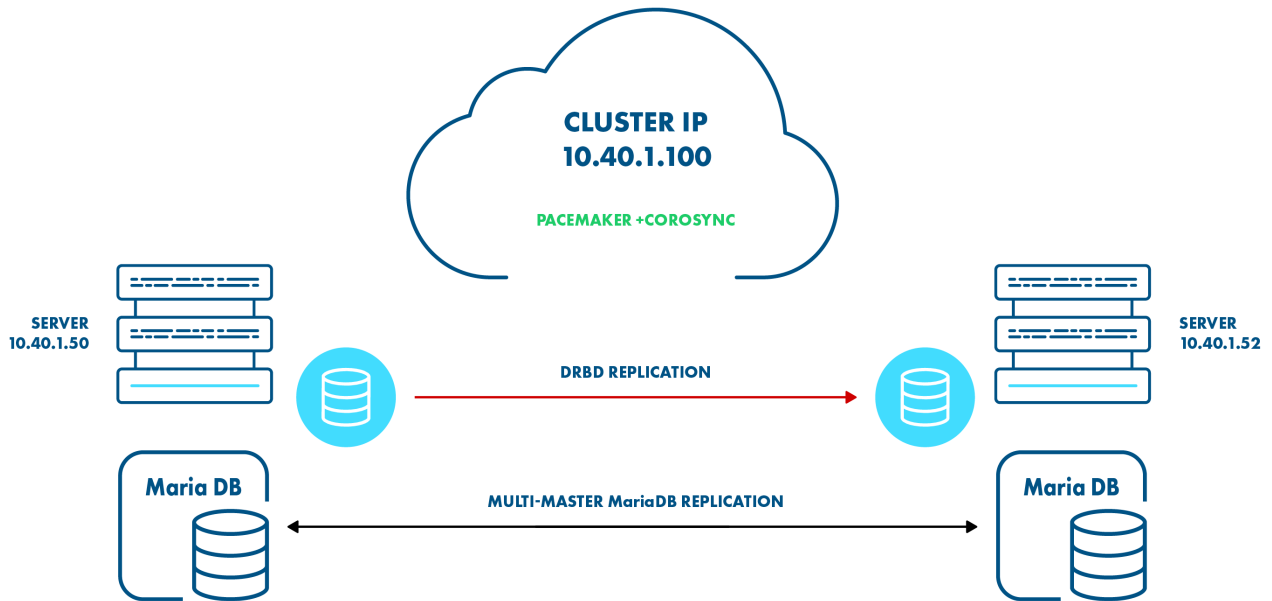 CLUSTER IP
10.40.1.100
PACEMAKER +COROSYNC
SERVER
10.40.1.50
SERVER
10.40.1.52
DRBD REPLICATION
Maria DB
MULTI-MASTER MariaDB REPLICATION
Maria DB